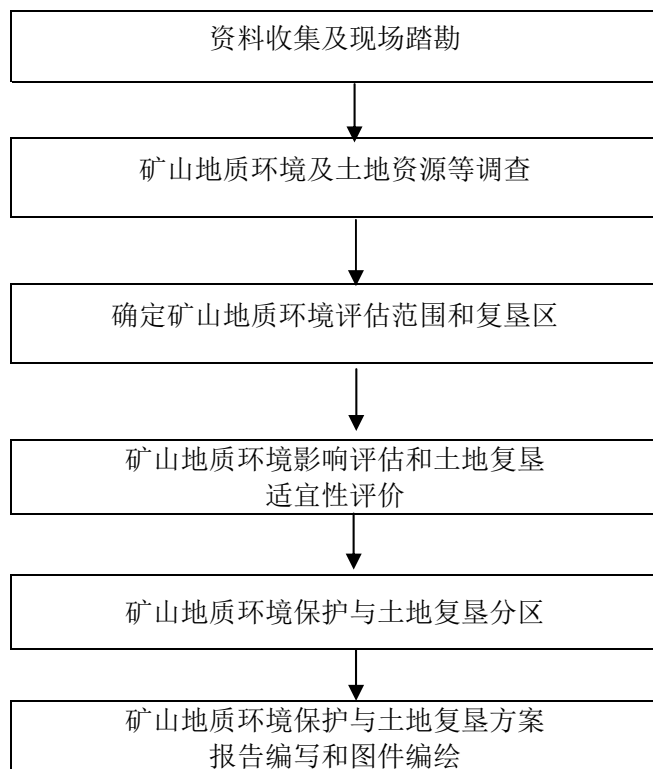 资料收集及现场踏勘
矿山地质环境及土地资源等调查
确定矿山地质环境评估范围和复垦区
矿山地质环境影响评估和土地复垦
适宜性评价
矿山地质环境保护与土地复垦分区
矿山地质环境保护与土地复垦方案
报告编写和图件编绘